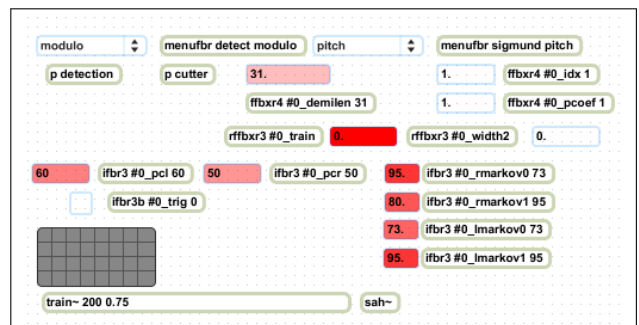 modulo menufbr detect modulo pitch menufbr sigmund pitch
p detection p cutter 31. 1. ffbxr4 #0_idx 1
ffbxr4 #0_demilen 31 1. ffbxr4 #0_pcoef 1
rffbxr3 #0_train 0. rffbxr3 #0_width2 0.
60 ifbr3 #0_pcl 60 50 ifbr3 #0_pcr 50 95. ifbr3 #0_rmarkov0 73
ifbr3b #0_trig 0 80. ifbr3 #0_rmarkov1 95
73. ifbr3 #0_lmarkov0 73
95. ifbr3 #0_lmarkov1 95
train~ 200 0.75 sah~